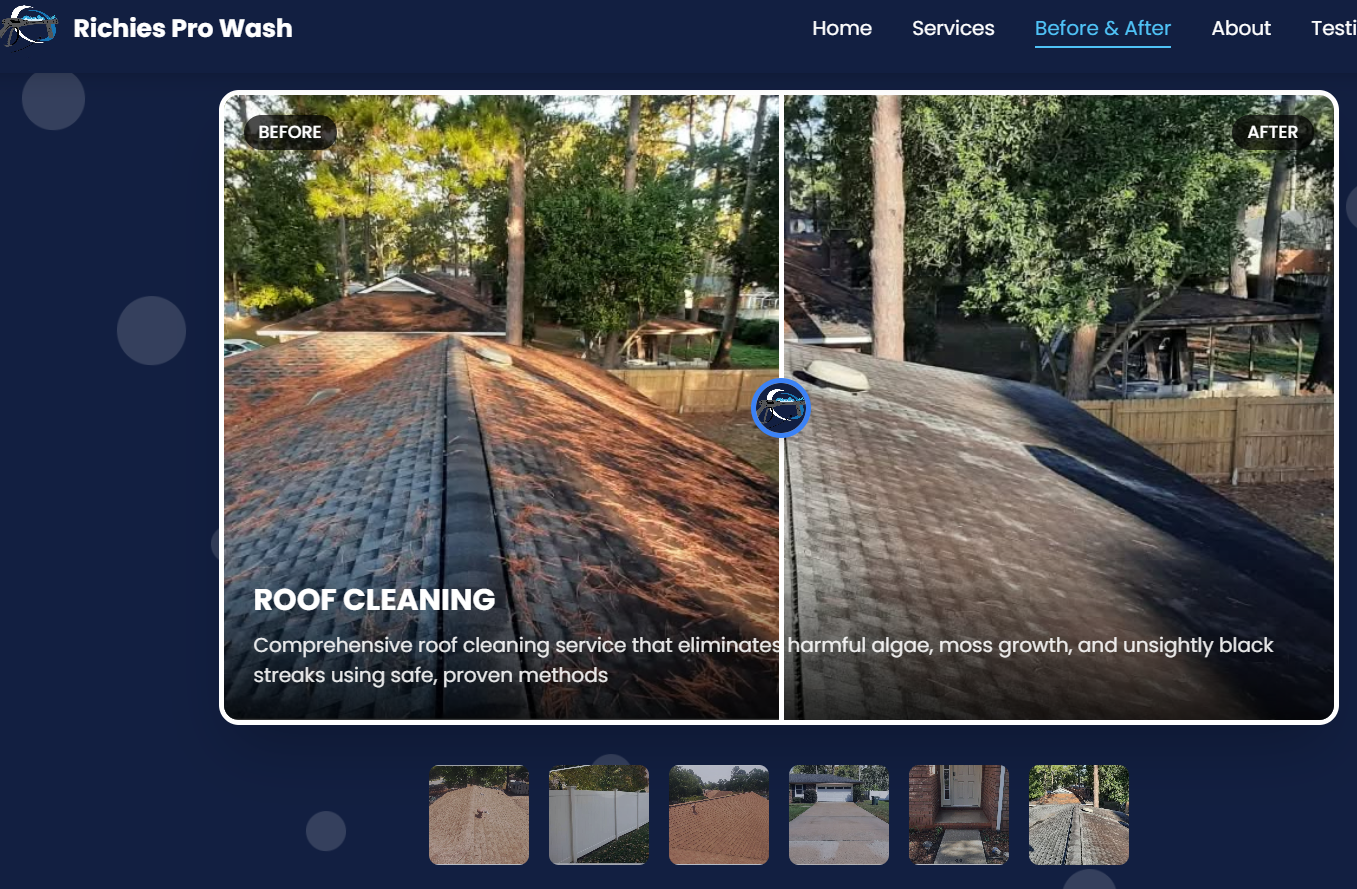 Richies Pro Wash
Home Services Before & After About Testi
BEFORE
AFTER
ROOF CLEANING
Comprehensive roof cleaning service that eliminates harmful algae, moss growth, and unsightly black
streaks using safe, proven methods